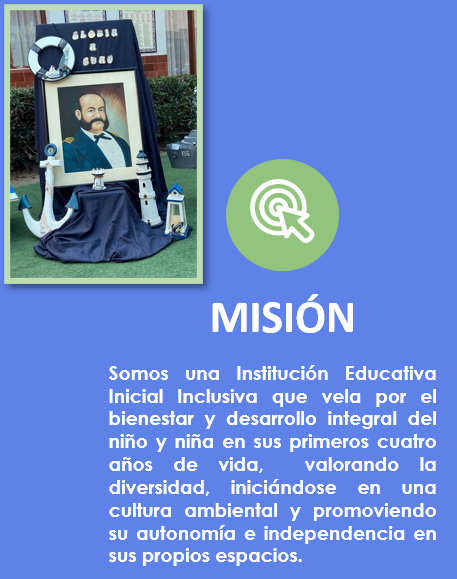 GLORIA
A
GRAU
MISIÓN
Somos una Institución Educativa
Inicial Inclusiva que vela por el
bienestar y desarrollo integral del
niño y niña en sus primeros cuatro
años de vida, valorando la
diversidad, iniciándose en una
cultura ambiental y promoviendo
su autonomía e independencia en
sus propios espacios.